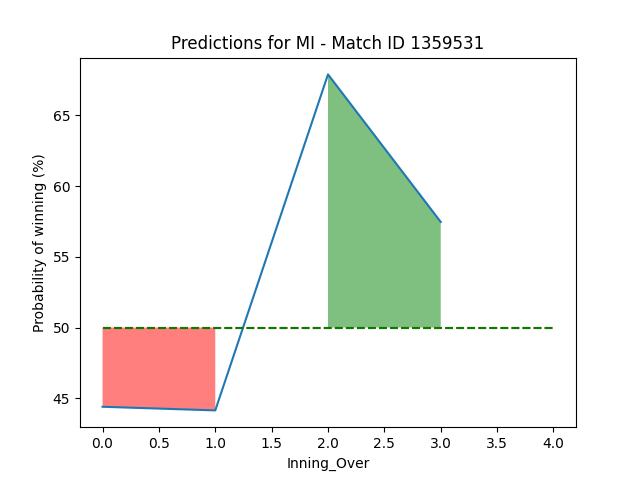 Predictions for MI - Match ID 1359531
Probability of winning (%)
65
60
55
50
45
0.0 0.5 1.0 1.5 2.0 2.5 3.0 3.5 4.0
Inning_Over